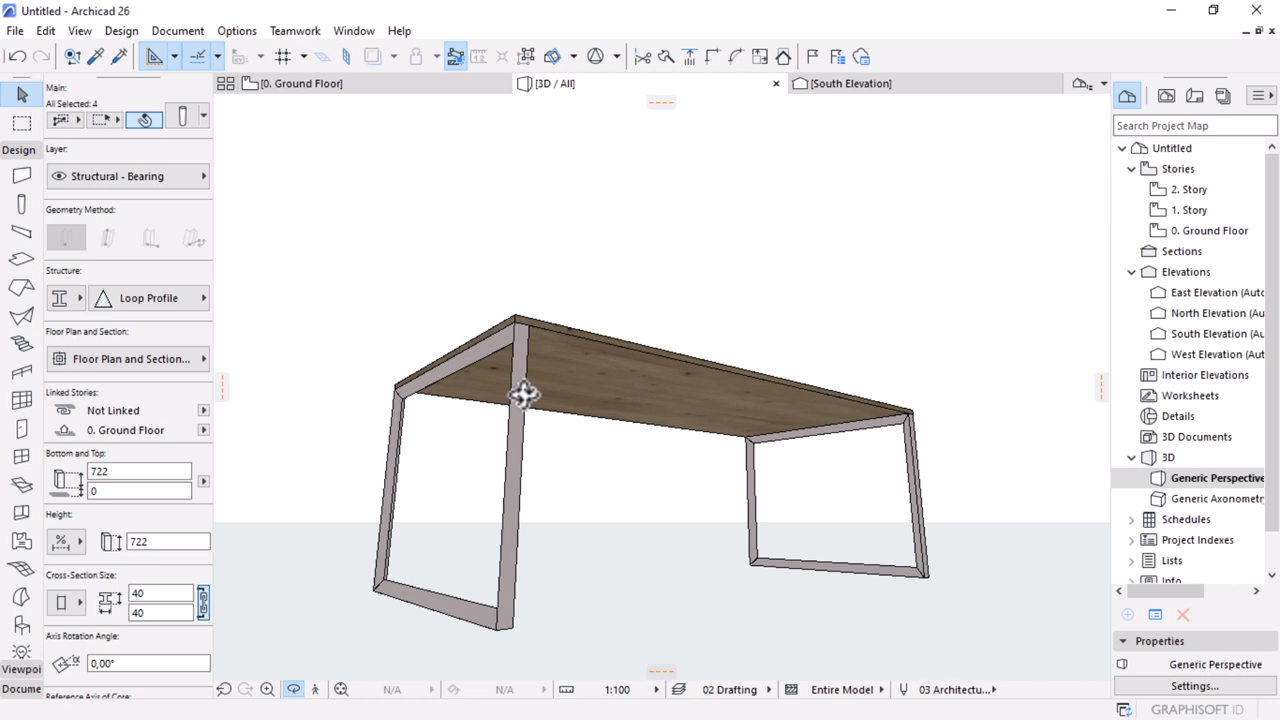 Untitled - Archicad 26
File Edit View Design Document Options Teamwork Window Help
Main:
All Selected: 4
[0. Ground Floor]
[3D / All]
[South Elevation]
Layer:
Structural - Bearing
Geometry Method:
Structure:
Loop Profile
Floor Plan and Section:
Floor Plan and Section...
Linked Stories:
Not Linked
0. Ground Floor
Bottom and Top:
722
0
Height:
722
Cross-Section Size:
40
40
Axis Rotation Angle:
0,00°
Design
Viewpoi
Docume
N/A
N/A
1:100
02 Drafting
Entire Model
03 Architectu...
Search Project Map
Untitled
Stories
2. Story
1. Story
0. Ground Floor
Sections
Elevations
East Elevation (Aut
North Elevation (Au
South Elevation (Au
West Elevation (Aut
Interior Elevations
Worksheets
Details
3D Documents
3D
Generic Perspective
Generic Axonometr
Schedules
Project Indexes
Lists
Properties
Generic Perspective
Settings...
GRAPHISOFT ID